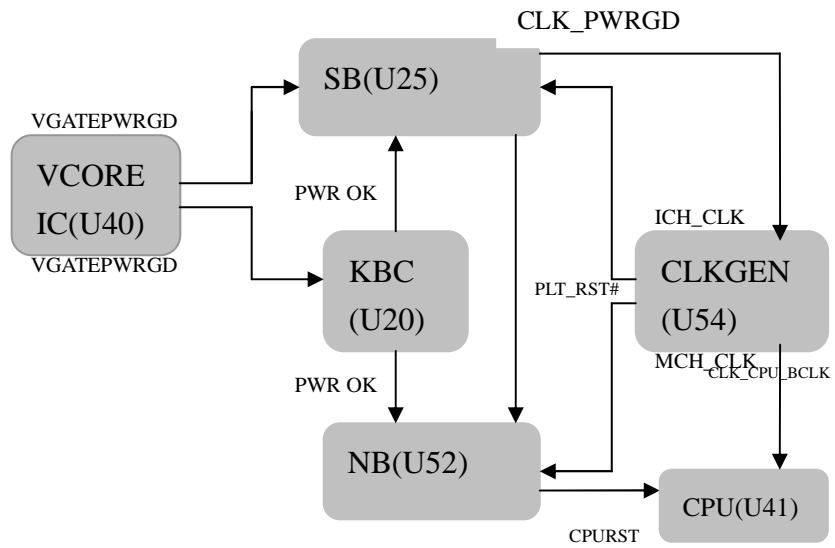 CLK_PWRGD
SB(U25)
VGATEPWRGD
VCORE
IC(U40)
VGATEPWRGD
PWR OK
KBC
(U20)
PWR OK
ICH_CLK
CLKGEN
(U54)
PLT_RST#
MCH_CLK
CLK_CPU_BCLK
NB(U52)
CPU(U41)
CPURST